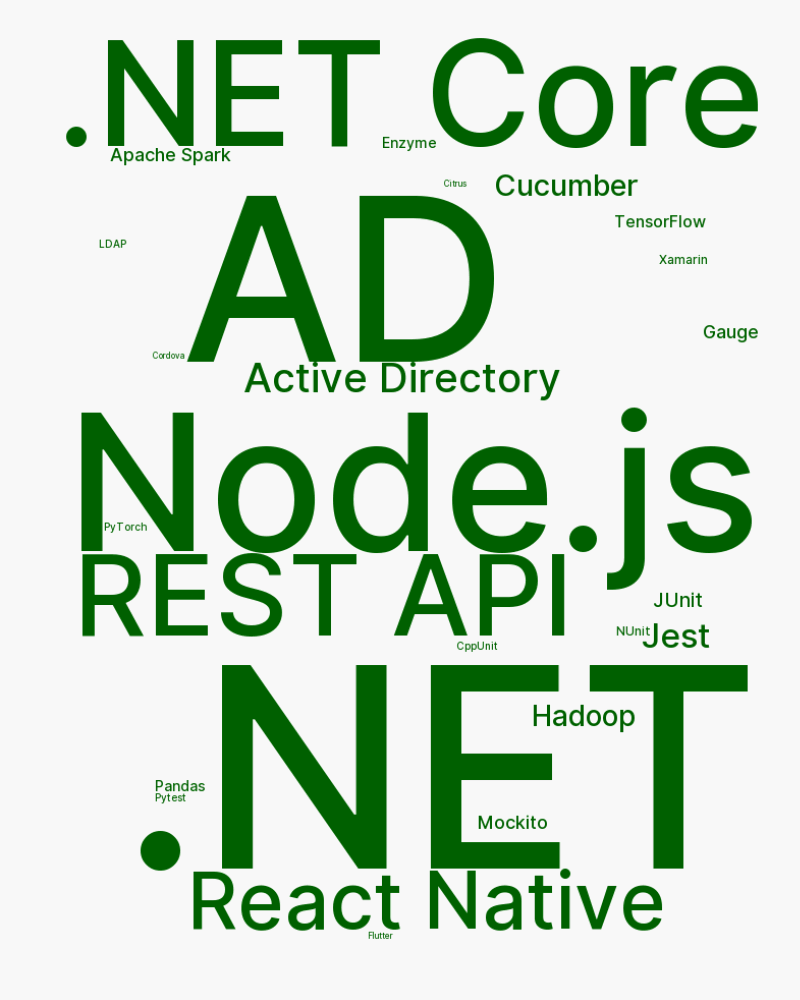 .NET Core
Enzyme
Apache Spark
Citrus
Cucumber
TensorFlow
LDAP
Xamarin
AD
Gauge
Cordova
Active Directory
Node.js
PyTorch
REST API
JUnit
NUnit
Jest
CppUnit
.NET
Hadoop
Pandas
Pytest
Mockito
React Native
Flutter